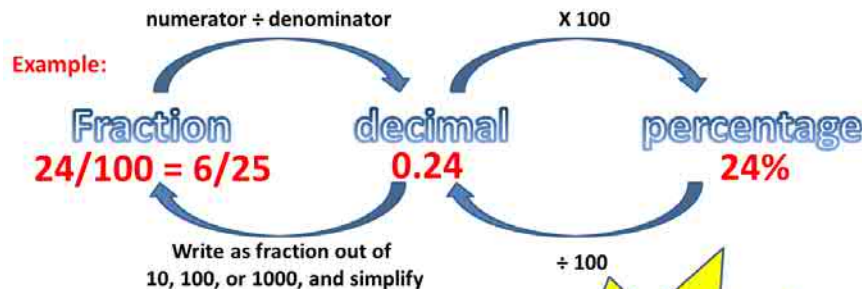 numerator ÷ denominator
X 100
Example:
Fraction
decimal
percentage
24/100 = 6/25
0.24
24%
Write as fraction out of
10, 100, or 1000, and simplify
÷ 100